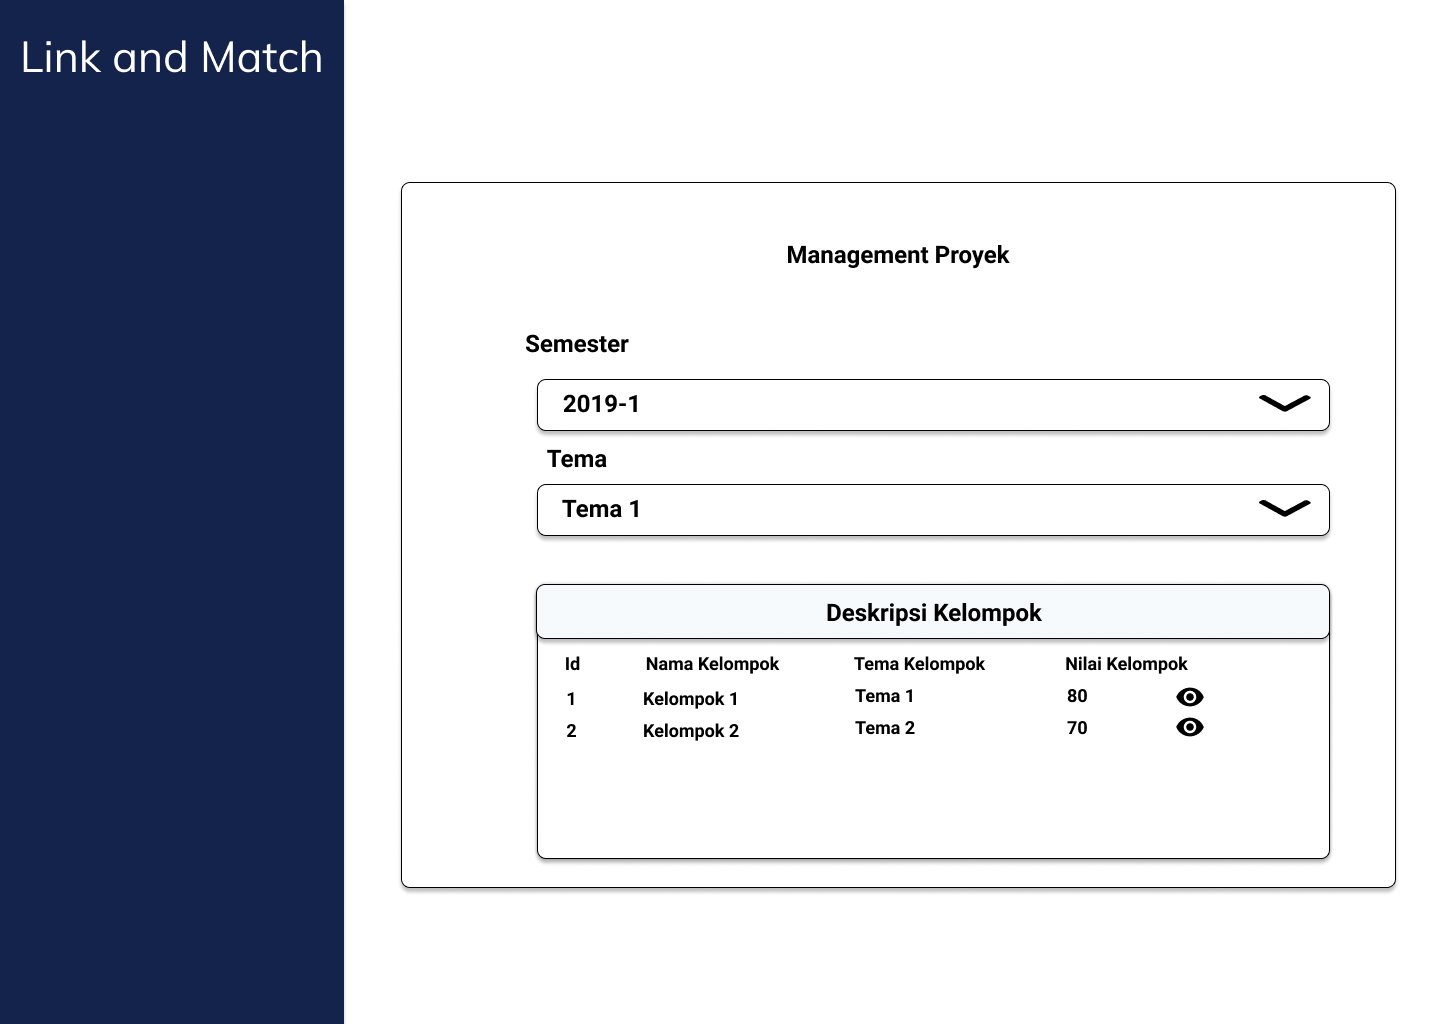 Link and Match
Management Proyek
Semester
2019-1
Tema
Tema 1
Deskripsi Kelompok
Id Nama Kelompok Tema Kelompok Nilai Kelompok
1 Kelompok 1 Tema 1 80
2 Kelompok 2 Tema 2 70